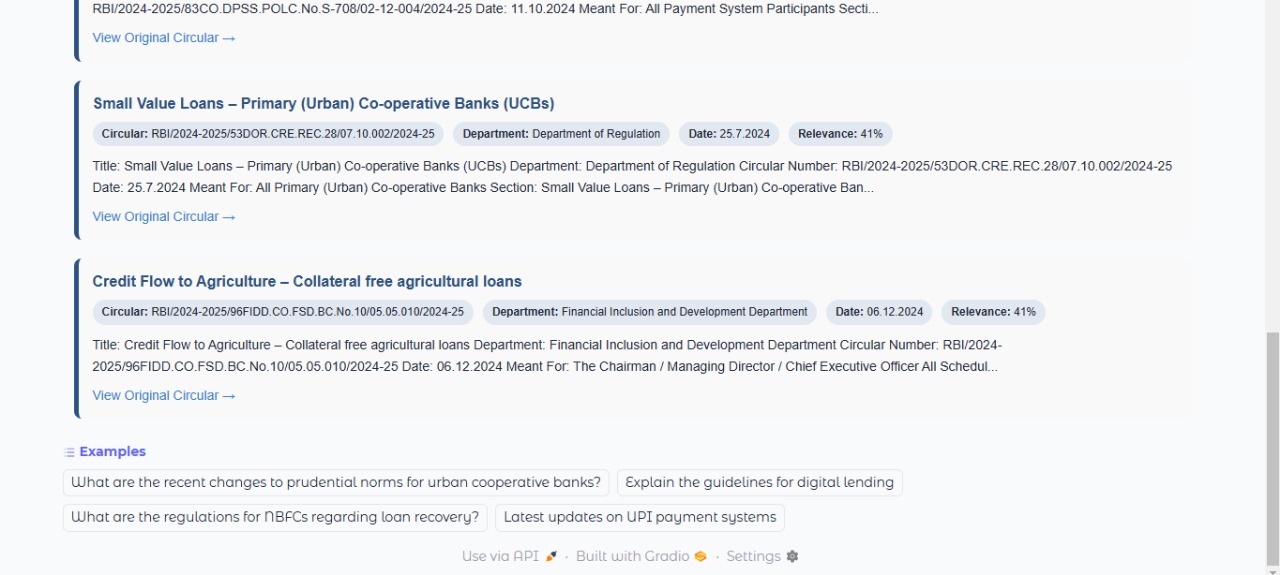 RBI/2024-2025/83CO.DPSS.POLC.No.S-708/02-12-004/2024-25 Date: 11.10.2024 Meant For: All Payment System Participants Secti...
View Original Circular →
Small Value Loans – Primary (Urban) Co-operative Banks (UCBs)
Circular: RBI/2024-2025/53DOR.CRE.REC.28/07.10.002/2024-25 Department: Department of Regulation Date: 25.7.2024 Relevance: 41%
Title: Small Value Loans – Primary (Urban) Co-operative Banks (UCBs) Department: Department of Regulation Circular Number: RBI/2024-2025/53DOR.CRE.REC.28/07.10.002/2024-25
Date: 25.7.2024 Meant For: All Primary (Urban) Co-operative Banks Section: Small Value Loans – Primary (Urban) Co-operative Ban...
View Original Circular →
Credit Flow to Agriculture – Collateral free agricultural loans
Circular: RBI/2024-2025/96FIDD.CO.FSD.BC.No.10/05.05.010/2024-25 Department: Financial Inclusion and Development Department Date: 06.12.2024 Relevance: 41%
Title: Credit Flow to Agriculture – Collateral free agricultural loans Department: Financial Inclusion and Development Department Circular Number: RBI/2024-
2025/96FIDD.CO.FSD.BC.No.10/05.05.010/2024-25 Date: 06.12.2024 Meant For: The Chairman / Managing Director / Chief Executive Officer All Schedul...
View Original Circular →
Examples
What are the recent changes to prudential norms for urban cooperative banks? Explain the guidelines for digital lending
What are the regulations for NBFCs regarding loan recovery? Latest updates on UPI payment systems
Use via API · Built with Gradio · Settings